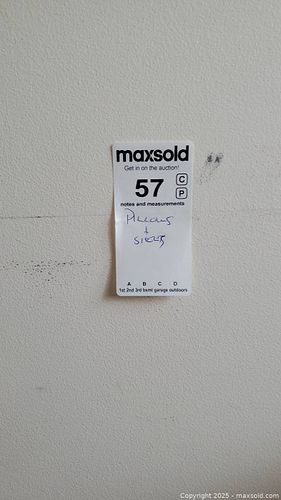 maxsold
Get in on the auction!
57
C
P
notes and measurements
Pillows
+
A B C D
1st 2nd 3rd bsmt garage outdoors
Copyright © 2025 - maxsold.com